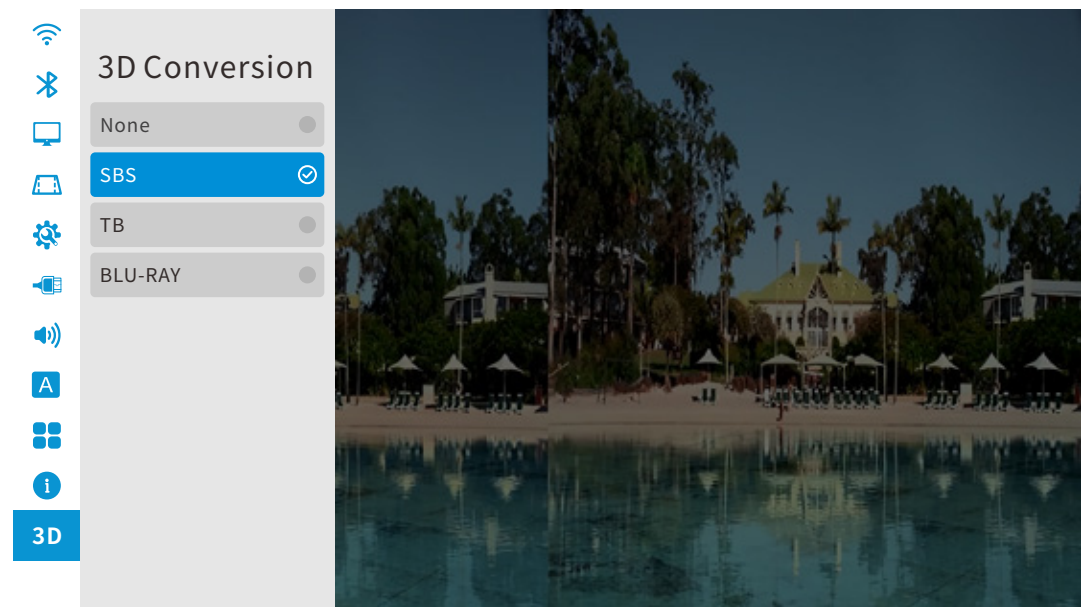 3D Conversion
None
SBS
TB
BLU-RAY
A
i
3D